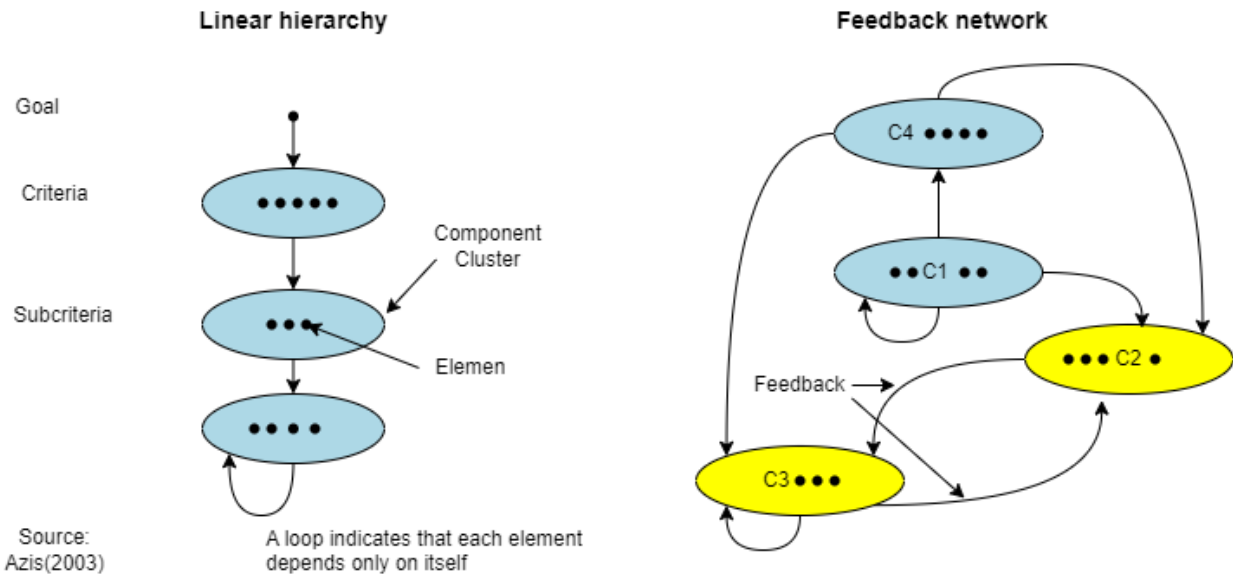 Linear hierarchy
Feedback network
Goal
Criteria
Component
Cluster
Subcriteria
Elemen
Source:
Azis(2003)
A loop indicates that each element
depends only on itself
C4
C1
C2
Feedback
C3